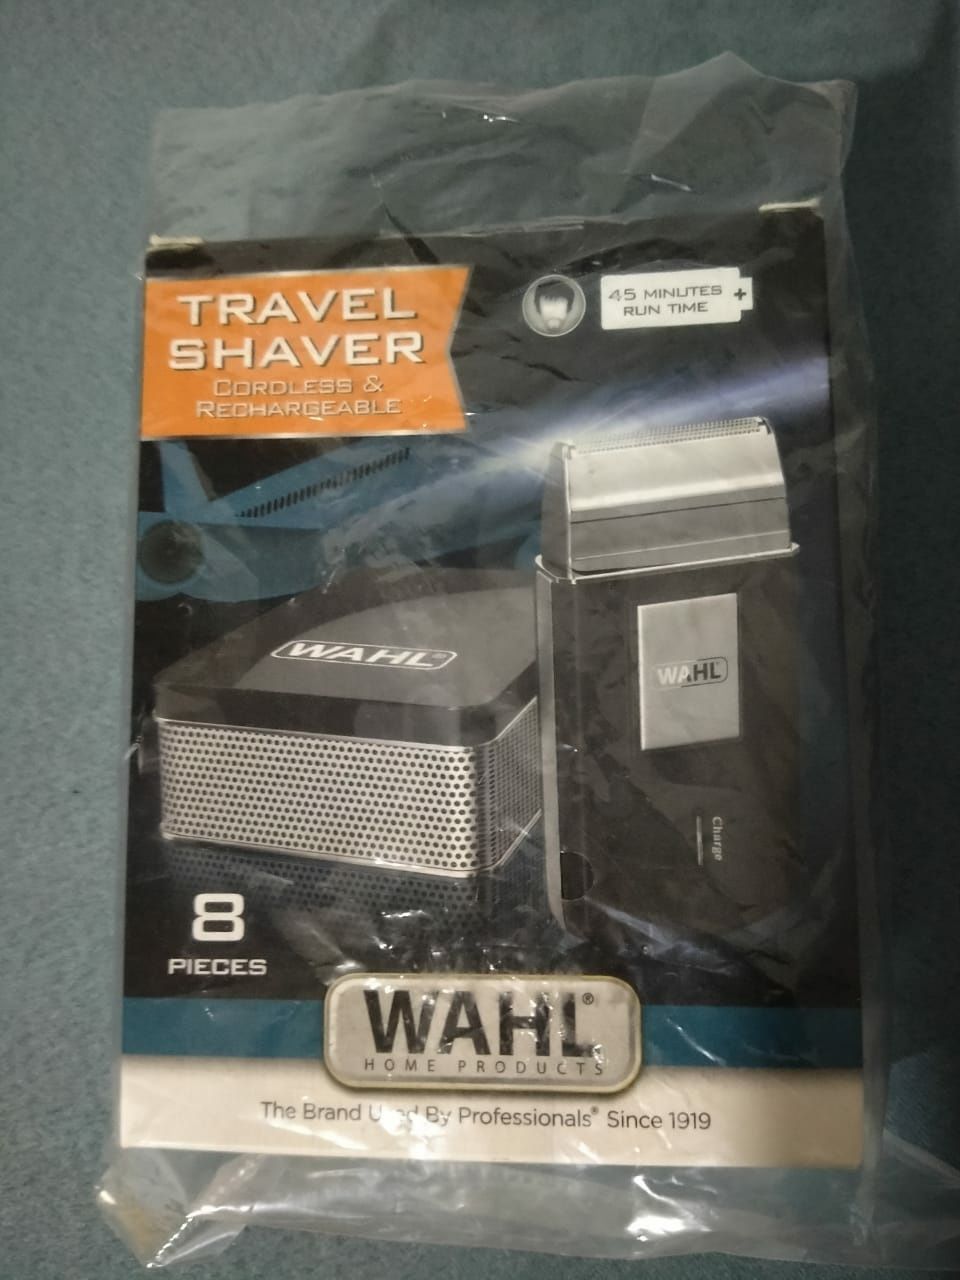 TRAVEL
SHAVER
CORDLESS &
RECHARGEABLE
45 MINUTES
RUN TIME
+
WAHL®
WAHL
Charge
8
PIECES
WAHL®
HOME PRODUCTS
The Brand Used By Professionals® Since 1919